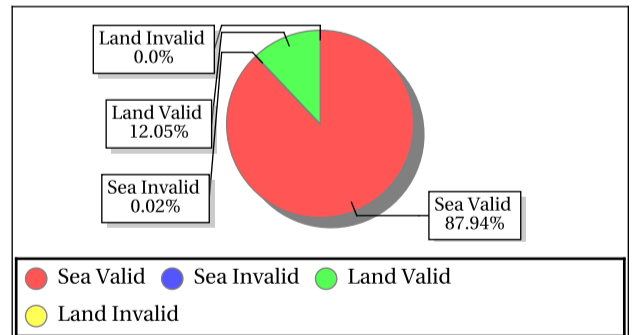 Land Invalid
0.0%
Land Valid
12.05%
Sea Invalid
0.02%
Sea Valid
87.94%
Sea Valid Sea Invalid Land Valid
Land Invalid